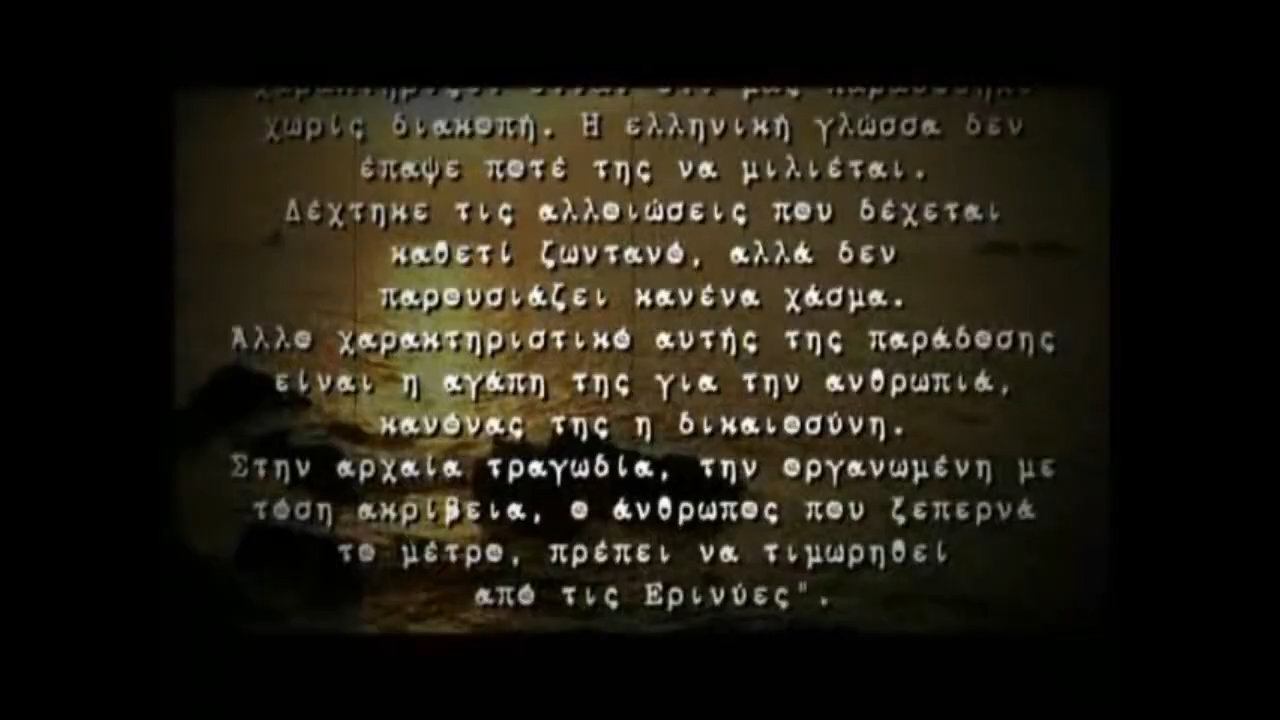 χωρίς διακοπή. Η ελληνική γλώσσα δεν
έπαψε ποτέ της να μιλιέται.
Δέχτηκε τις αλλοιώσεις που δέχεται
καθετί ζωντανό, αλλά δεν
παρουσιάζει κανένα χάσμα.
Άλλο χαρακτηριστικό αυτής της παράδοσης
είναι η αγάπη της για την ανθρωπιά,
κανόνας της η δικαιοσύνη.
Στην αρχαία τραγωδία, την οργανωμένη με
τόση ακρίβεια, ο άνθρωπος που ξεπερνά
το μέτρο, πρέπει να τιμωρηθεί
από τις Ερινύες".